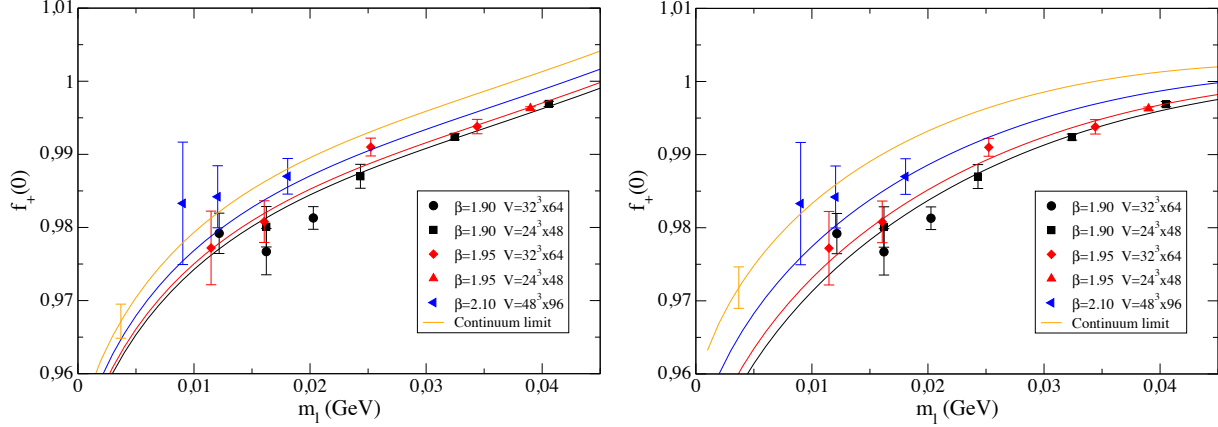 1,01
1
0,99
0,98
0,97
0,96
f+(0)
0
0,01
0,02
0,03
0,04
ml (GeV)
β=1.90 V=32³x64
β=1.90 V=24³x48
β=1.95 V=32³x64
β=1.95 V=24³x48
β=2.10 V=48³x96
Continuum limit
1,01
1
0,99
0,98
0,97
0,96
f+(0)
0
0,01
0,02
0,03
0,04
ml (GeV)
β=1.90 V=32³x64
β=1.90 V=24³x48
β=1.95 V=32³x64
β=1.95 V=24³x48
β=2.10 V=48³x96
Continuum limit